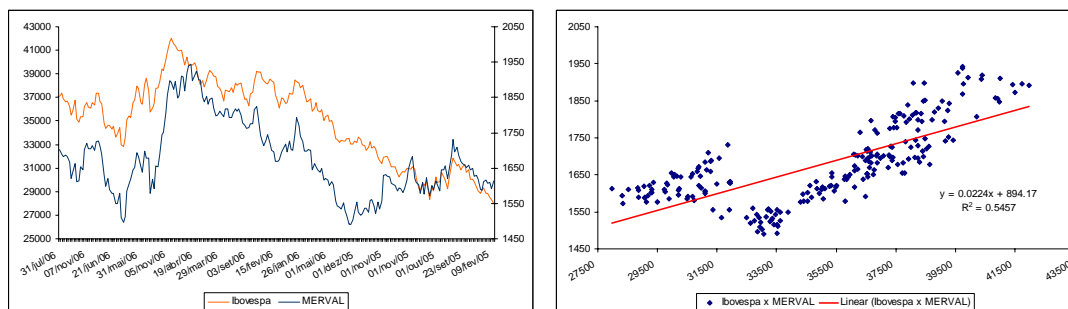 43000
41000
39000
37000
35000
33000
31000
29000
27000
25000
2050
1950
1850
1750
1650
1550
1450
31/jul/06
07/nov/06
21/jun/06
31/mai/06
05/nov/06
19/abr/06
29/mar/06
03/mar/06
15/fev/06
26/jan/06
01/mai/06
01/dez/05
01/nov/05
01/nov/05
01/out/05
23/set/05
09/fev/05
Ibovespa
MERVAL
2050
1950
1850
1750
1650
1550
1450
27500
29500
31500
33500
35500
37500
39500
41500
43500
y = 0.0224x + 894.17
R² = 0.5457
Ibovespa x MERVAL
Linear (Ibovespa x MERVAL)